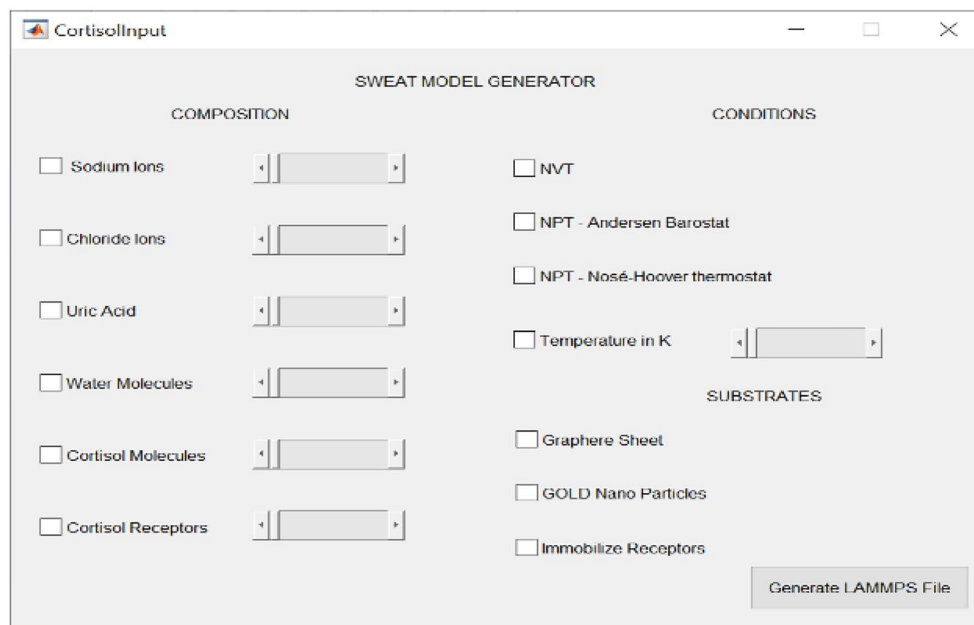 CortisolInput
SWEAT MODEL GENERATOR
COMPOSITION
Sodium Ions
Chloride Ions
Uric Acid
Water Molecules
Cortisol Molecules
Cortisol Receptors
CONDITIONS
NVT
NPT - Andersen Barostat
NPT - Nosé-Hoover thermostat
Temperature in K
SUBSTRATES
Graphere Sheet
GOLD Nano Particles
Immobilize Receptors
Generate LAMMPS File